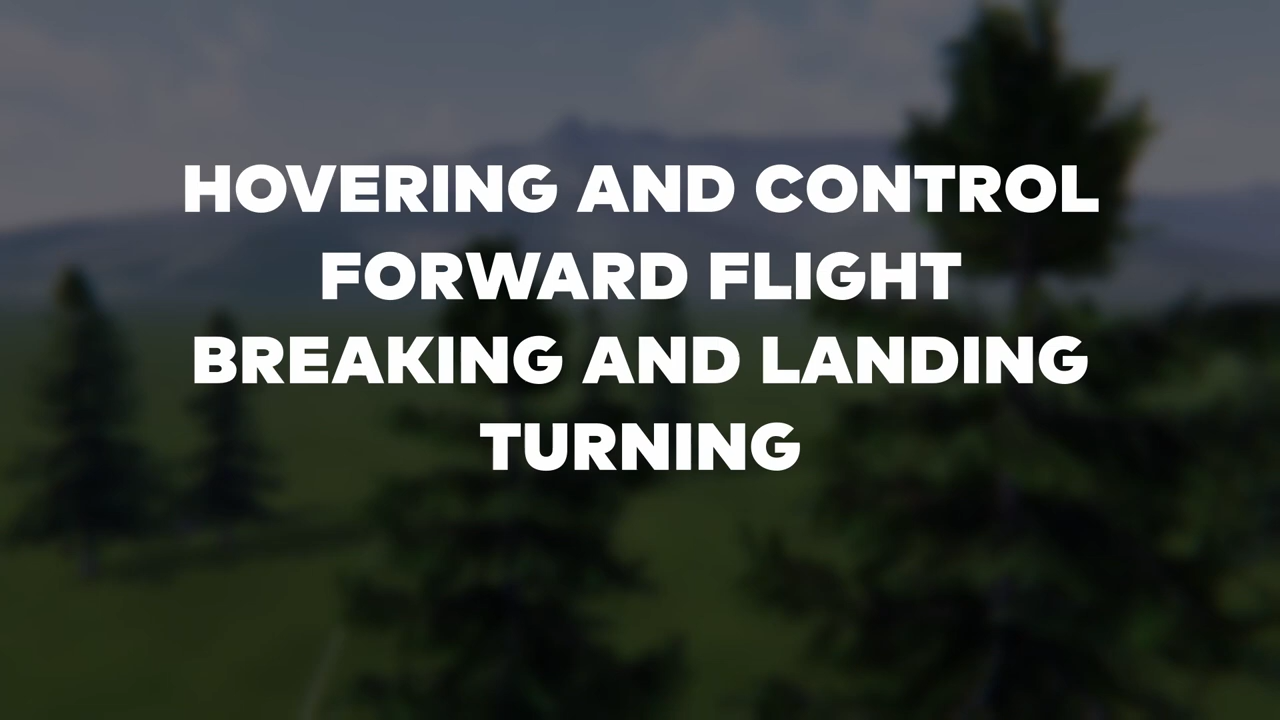 HOVERING AND CONTROL
FORWARD FLIGHT
BREAKING AND LANDING
TURNING